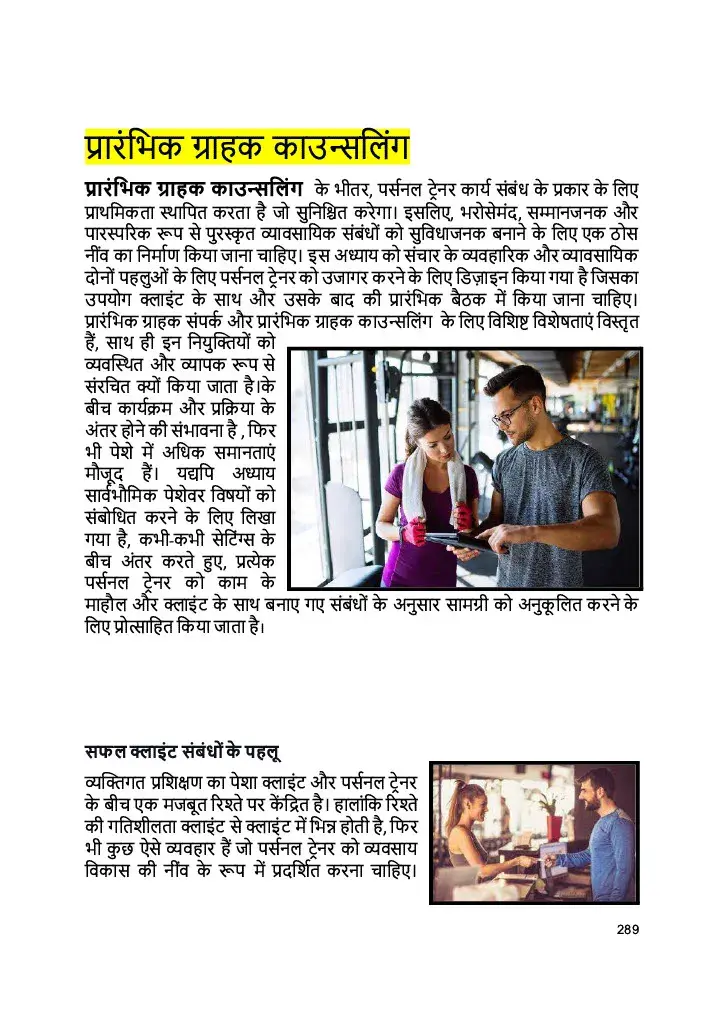 प्रारंभिक ग्राहक काउन्सलिंग
प्रारंभिक ग्राहक काउन्सलिंग के भीतर, पर्सनल ट्रेनर कार्य संबंध के प्रकार के लिए
प्राथमिकता स्थापित करता है जो सुनिश्चित करेगा। इसलिए, भरोसेमंद, सम्मानजनक और
पारस्परिक रूप से पुरस्कृत व्यावसायिक संबंधों को सुविधाजनक बनाने के लिए एक ठोस
नींव का निर्माण किया जाना चाहिए। इस अध्याय को संचार के व्यवहारिक और व्यावसायिक
दोनों पहलुओं के लिए पर्सनल ट्रेनर को उजागर करने के लिए डिज़ाइन किया गया है जिसका
उपयोग क्लाइंट के साथ और उसके बाद की प्रारंभिक बैठक में किया जाना चाहिए।
प्रारंभिक ग्राहक संपर्क और प्रारंभिक ग्राहक काउन्सलिंग के लिए विशिष्ट विशेषताएं विस्तृत
हैं, साथ ही इन नियुक्तियों को
व्यवस्थित और व्यापक रूप से
संरचित क्यों किया जाता है।के
बीच कार्यक्रम और प्रक्रिया के
अंतर होने की संभावना है , फिर
भी पेशे में अधिक समानताएं
मौजूद हैं। यद्यपि अध्याय
सार्वभौमिक पेशेवर विषयों को
संबोधित करने के लिए लिखा
गया है, कभी-कभी सेटिंग्स के
बीच अंतर करते हुए, प्रत्येक
पर्सनल ट्रेनर को काम के
माहौल और क्लाइंट के साथ बनाए गए संबंधों के अनुसार सामग्री को अनुकूलित करने के
लिए प्रोत्साहित किया जाता है।
सफल क्लाइंट संबंधों के पहलू
व्यक्तिगत प्रशिक्षण का पेशा क्लाइंट और पर्सनल ट्रेनर
के बीच एक मजबूत रिश्ते पर केंद्रित है। हालांकि रिश्ते
की गतिशीलता क्लाइंट से क्लाइंट में भिन्न होती है, फिर
भी कुछ ऐसे व्यवहार हैं जो पर्सनल ट्रेनर को व्यवसाय
विकास की नींव के रूप में प्रदर्शित करना चाहिए।
289